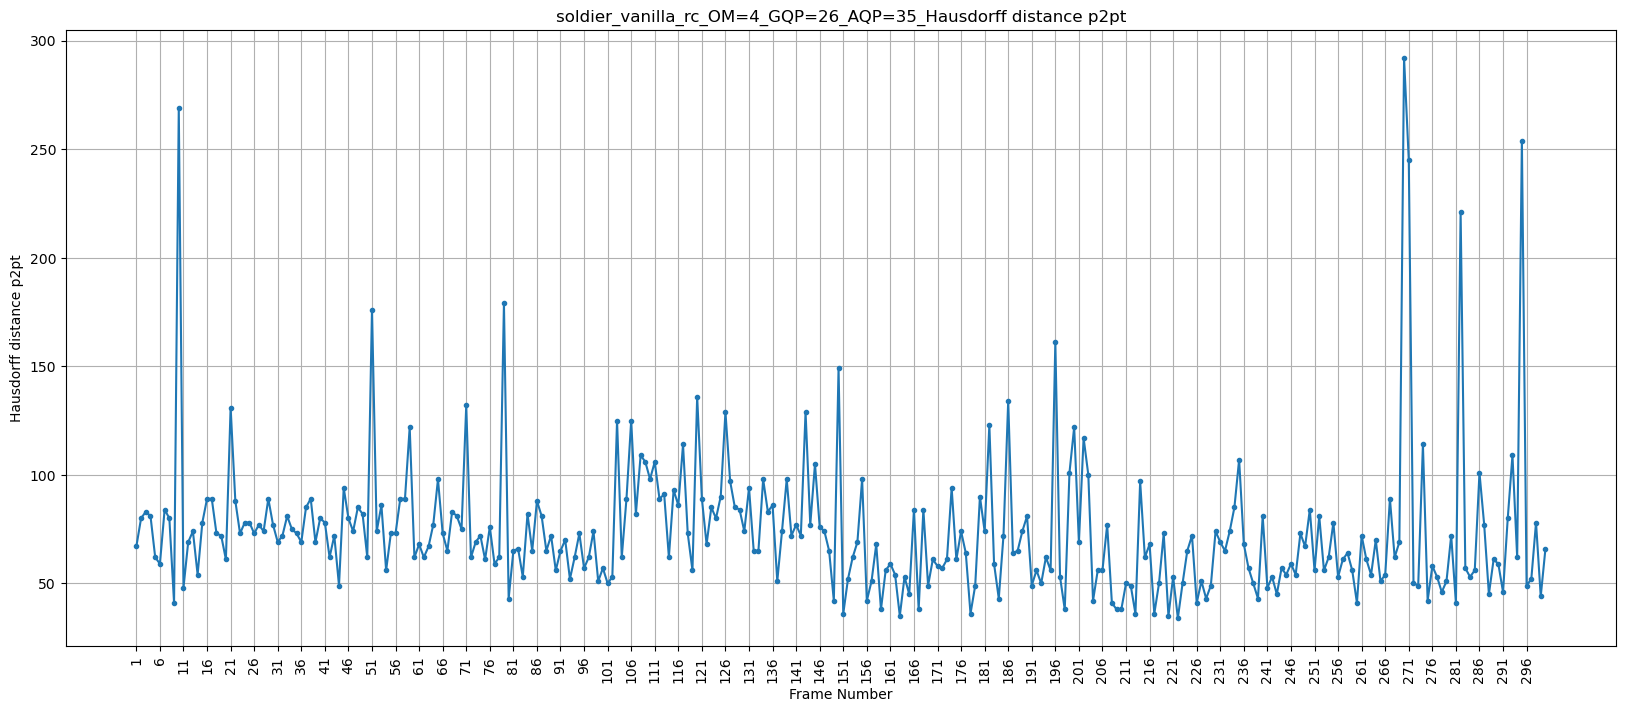 soldier_vanilla_rc_OM=4_GQP=26_AQP=35_Hausdorff distance p2pt
300
250
200
150
100
50
Hausdorff distance p2pt
1 6 11 16 21 26 31 36 41 46 51 56 61 66 71 76 81 86 91 96 101 106 111 116 121 126 131 136 141 146 151 156 161 166 171 176 181 186 191 196 201 206 211 216 221 226 231 236 241 246 251 256 261 266 271 276 281 286 291 296
Frame Number